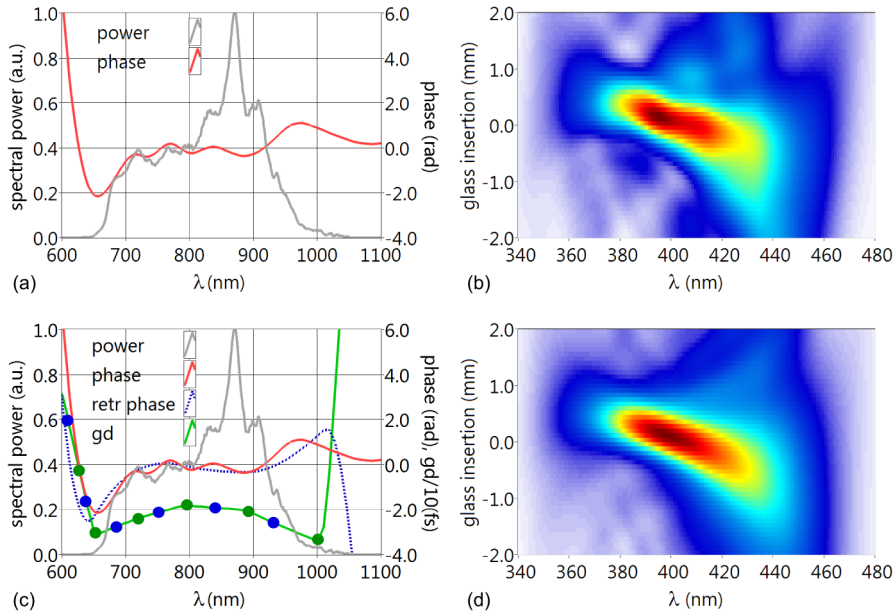 1.0 6.0
power
phase
0.8 4.0
0.6 2.0
0.4 0.0
0.2 -2.0
0.0 -4.0
600 700 800 900 1000 1100
spectral power (a.u.)
phase (rad)
λ (nm)
(a)
2.0
1.0
0.0
-1.0
-2.0
340 360 380 400 420 440 460 480
glass insertion (mm)
λ (nm)
(b)
1.0 6.0
power
phase
retr phase
gd
0.8 4.0
0.6 2.0
0.4 0.0
0.2 -2.0
0.0 -4.0
600 700 800 900 1000 1100
spectral power (a.u.)
phase (rad), gd/10(fs)
λ (nm)
(c)
2.0
1.0
0.0
-1.0
2.0
340 360 380 400 420 440 460 480
glass insertion (mm)
λ (nm)
(d)